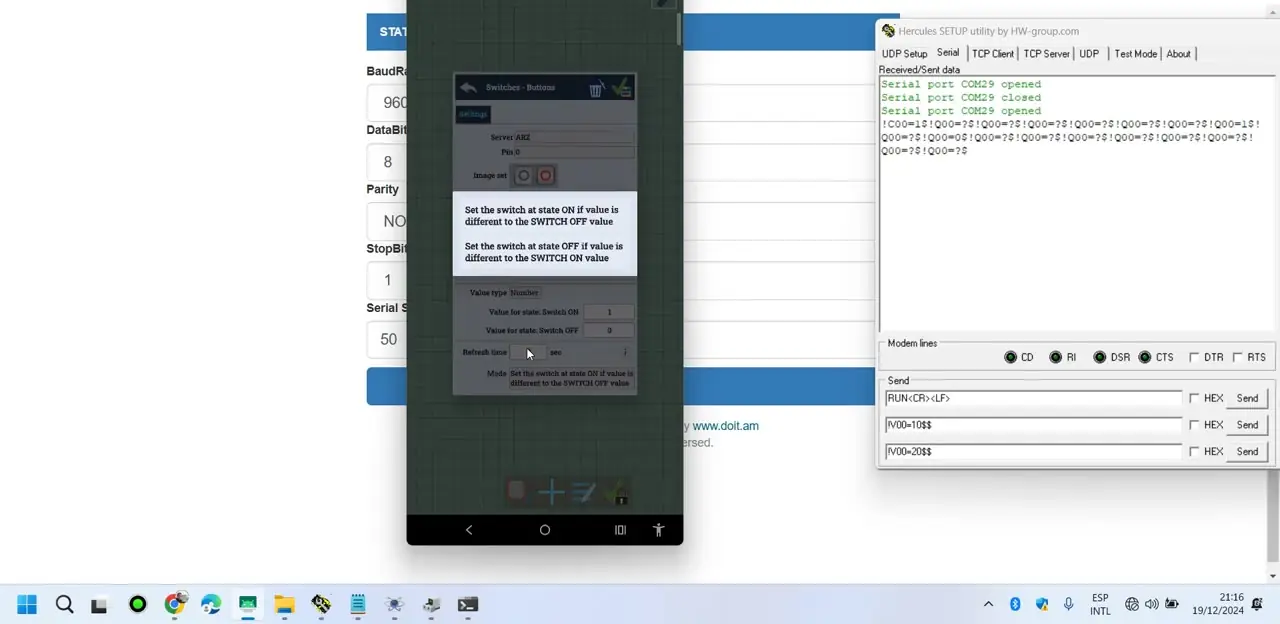 STAT
BaudRa
960
DataBit
8
Parity
NO
StopBit
1
Serial S
50
y www.doit.am
ersed.
Switches - Buttons
Settings
Server ARZ
Pin 0
Image set
Set the switch at state ON if value is
different to the SWITCH OFF value
Set the switch at state OFF if value is
different to the SWITCH ON value
Value type Number
Value for state: Switch ON 1
Value for state: Switch OFF 0
Refresh time sec i
Mode Set the switch at state ON if value is
different to the SWITCH OFF value
Hercules SETUP utility by HW-group.com
UDP Setup Serial TCP Client TCP Server UDP Test Mode About
Received/Sent data
Serial port COM29 opened
Serial port COM29 closed
Serial port COM29 opened
!C00=1$!Q00=?$!Q00=?$!Q00=?$!Q00=?$!Q00=?$!Q00=?$!Q00=1$!
Q00=?$!Q00=0$!Q00=?$!Q00=?$!Q00=?$!Q00=?$!Q00=?$!Q00=?$!
Q00=?$!Q00=?$
Modem lines
CD RI DSR CTS DTR RTS
Send
RUN<CR><LF> HEX Send
!V00=10$$ HEX Send
!V00=20$$ HEX Send
ESP
INTL
21:16
19/12/2024